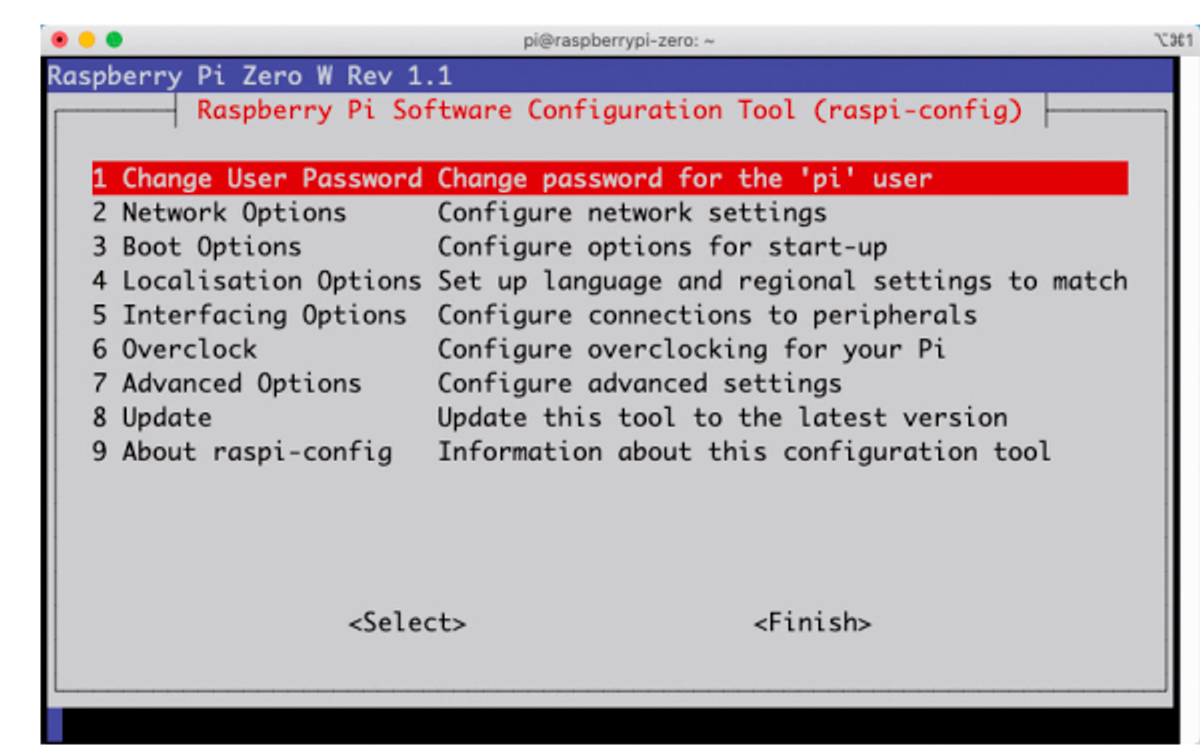 pi@raspberrypi-zero: ~ ⌥⌘1
Raspberry Pi Zero W Rev 1.1
Raspberry Pi Software Configuration Tool (raspi-config)
1 Change User Password Change password for the 'pi' user
2 Network Options Configure network settings
3 Boot Options Configure options for start-up
4 Localisation Options Set up language and regional settings to match
5 Interfacing Options Configure connections to peripherals
6 Overclock Configure overclocking for your Pi
7 Advanced Options Configure advanced settings
8 Update Update this tool to the latest version
9 About raspi-config Information about this configuration tool
<Select> <Finish>